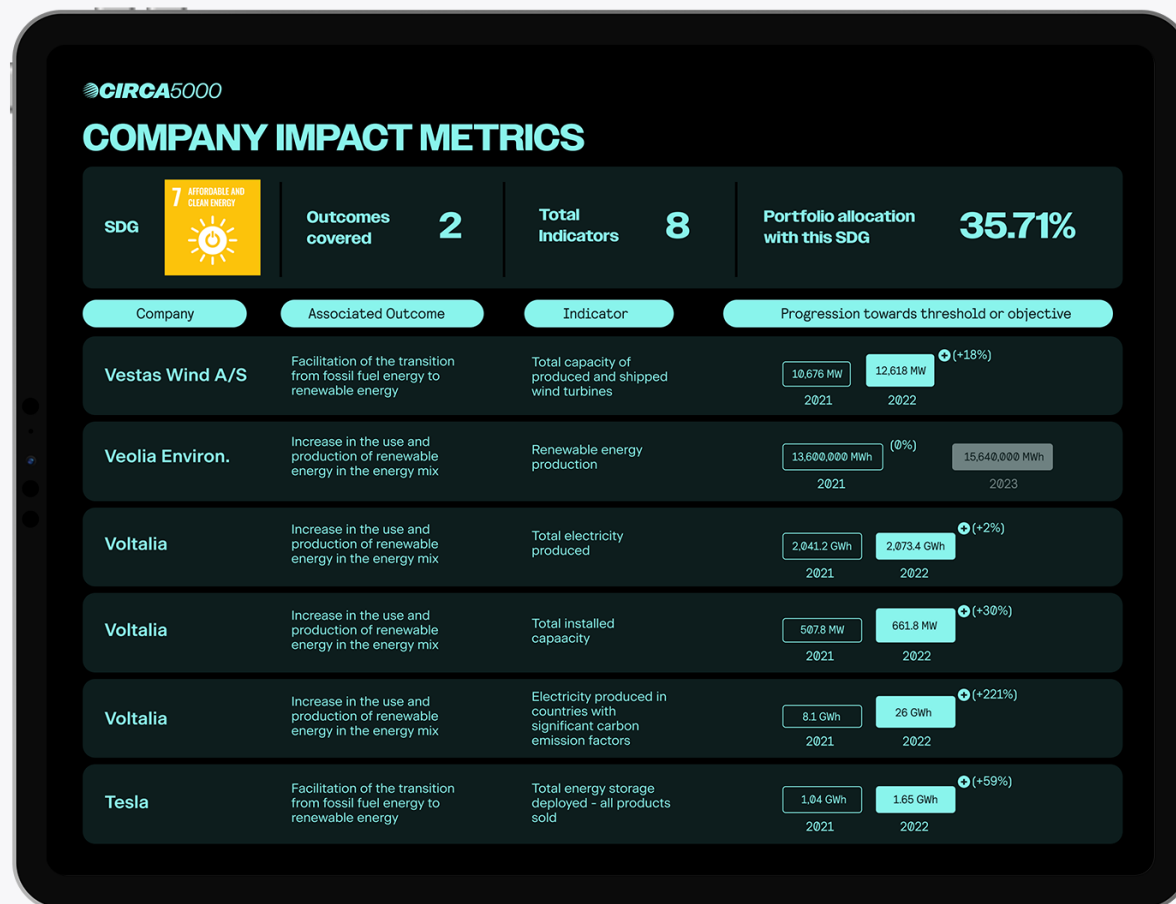 CIRCA5000
COMPANY IMPACT METRICS
SDG
7 AFFORDABLE AND
CLEAN ENERGY
Outcomes
covered
2
Total
Indicators
8
Portfolio allocation
with this SDG
35.71%
Company
Associated Outcome
Indicator
Progression towards threshold or objective
Vestas Wind A/S
Facilitation of the transition
from fossil fuel energy to
renewable energy
Total capacity of
produced and shipped
wind turbines
10,676 MW
2021
12,618 MW
2022
(+18%)
Veolia Environ.
Increase in the use and
production of renewable
energy in the energy mix
Renewable energy
production
13,600,000 MWh
2021
(0%)
15,640,000 MWh
2023
Voltalia
Increase in the use and
production of renewable
energy in the energy mix
Total electricity
produced
2,041.2 GWh
2021
2,073.4 GWh
2022
(+2%)
Voltalia
Increase in the use and
production of renewable
energy in the energy mix
Total installed
capaacity
507.8 MW
2021
661.8 MW
2022
(+30%)
Voltalia
Increase in the use and
production of renewable
energy in the energy mix
Electricity produced in
countries with
significant carbon
emission factors
8.1 GWh
2021
26 GWh
2022
(+221%)
Tesla
Facilitation of the transition
from fossil fuel energy to
renewable energy
Total energy storage
deployed - all products
sold
1,04 GWh
2021
1.65 GWh
2022
(+59%)